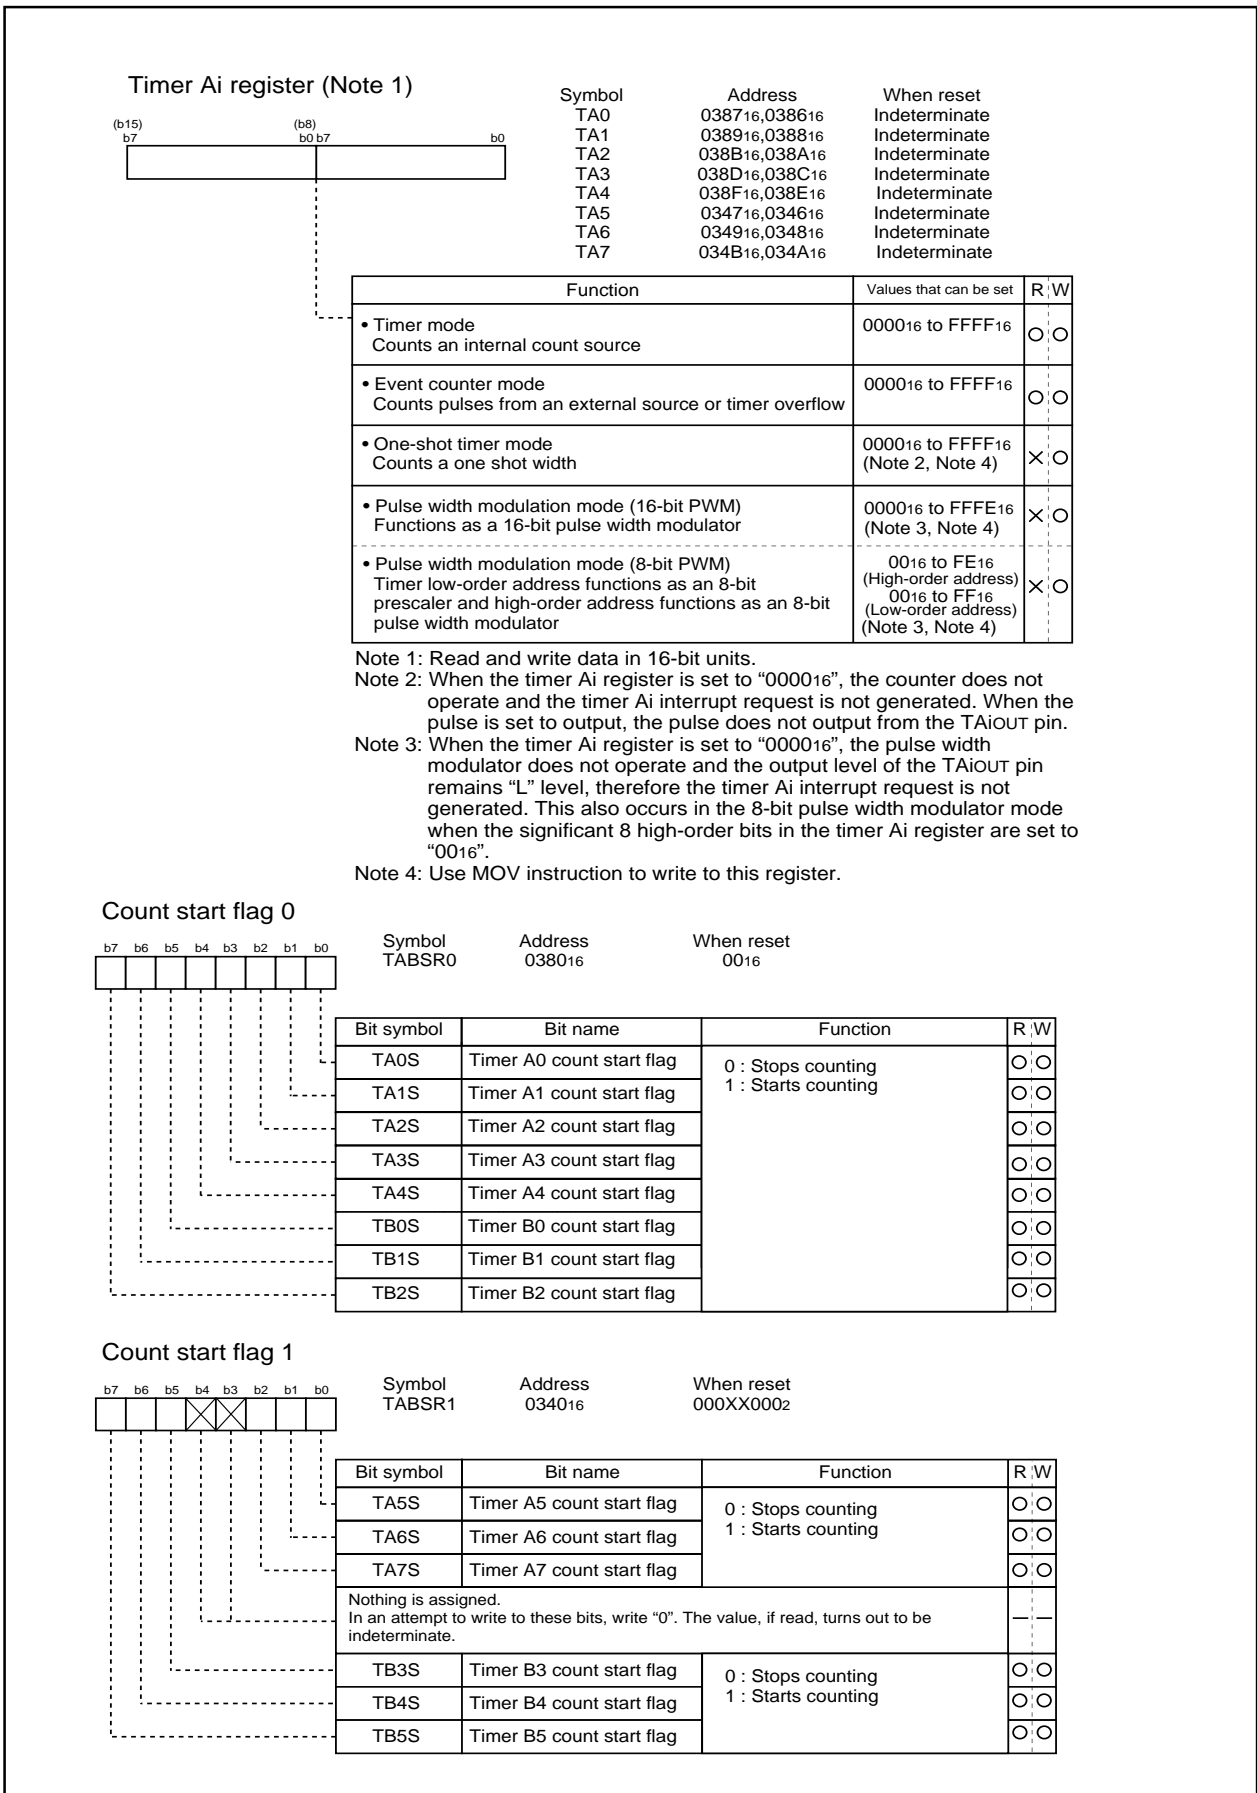 Timer Ai register (Note 1)
Symbol Address When reset
TA0 038716,038616 Indeterminate
TA1 038916,038816 Indeterminate
TA2 038B16,038A16 Indeterminate
TA3 038D16,038C16 Indeterminate
TA4 038F16,038E16 Indeterminate
TA5 034716,034616 Indeterminate
TA6 034916,034816 Indeterminate
TA7 034B16,034A16 Indeterminate
(b15) (b8)
b7 b0 b7 b0
Function Values that can be set R W
• Timer mode 000016 to FFFF16
Counts an internal count source
• Event counter mode 000016 to FFFF16
Counts pulses from an external source or timer overflow
• One-shot timer mode 000016 to FFFF16
Counts a one shot width (Note 2, Note 4)
• Pulse width modulation mode (16-bit PWM) 000016 to FFFE16
Functions as a 16-bit pulse width modulator (Note 3, Note 4)
• Pulse width modulation mode (8-bit PWM) 0016 to FE16
Timer low-order address functions as an 8-bit (High-order address)
prescaler and high-order address functions as an 8-bit 0016 to FF16
pulse width modulator (Low-order address)
(Note 3, Note 4)
Note 1: Read and write data in 16-bit units.
Note 2: When the timer Ai register is set to “000016”, the counter does not
operate and the timer Ai interrupt request is not generated. When the
pulse is set to output, the pulse does not output from the TAiOUT pin.
Note 3: When the timer Ai register is set to “000016”, the pulse width
modulator does not operate and the output level of the TAiOUT pin
remains “L” level, therefore the timer Ai interrupt request is not
generated. This also occurs in the 8-bit pulse width modulator mode
when the significant 8 high-order bits in the timer Ai register are set to
“0016”.
Note 4: Use MOV instruction to write to this register.
Count start flag 0
b7 b6 b5 b4 b3 b2 b1 b0
Symbol Address When reset
TABSR0 038016 0016
Bit symbol Bit name Function R W
TA0S Timer A0 count start flag 0 : Stops counting
1 : Starts counting
TA1S Timer A1 count start flag
TA2S Timer A2 count start flag
TA3S Timer A3 count start flag
TA4S Timer A4 count start flag
TB0S Timer B0 count start flag
TB1S Timer B1 count start flag
TB2S Timer B2 count start flag
Count start flag 1
b7 b6 b5 b4 b3 b2 b1 b0
Symbol Address When reset
TABSR1 034016 000XX0002
Bit symbol Bit name Function R W
TA5S Timer A5 count start flag 0 : Stops counting
1 : Starts counting
TA6S Timer A6 count start flag
TA7S Timer A7 count start flag
Nothing is assigned.
In an attempt to write to these bits, write “0”. The value, if read, turns out to be
indeterminate.
TB3S Timer B3 count start flag 0 : Stops counting
1 : Starts counting
TB4S Timer B4 count start flag
TB5S Timer B5 count start flag